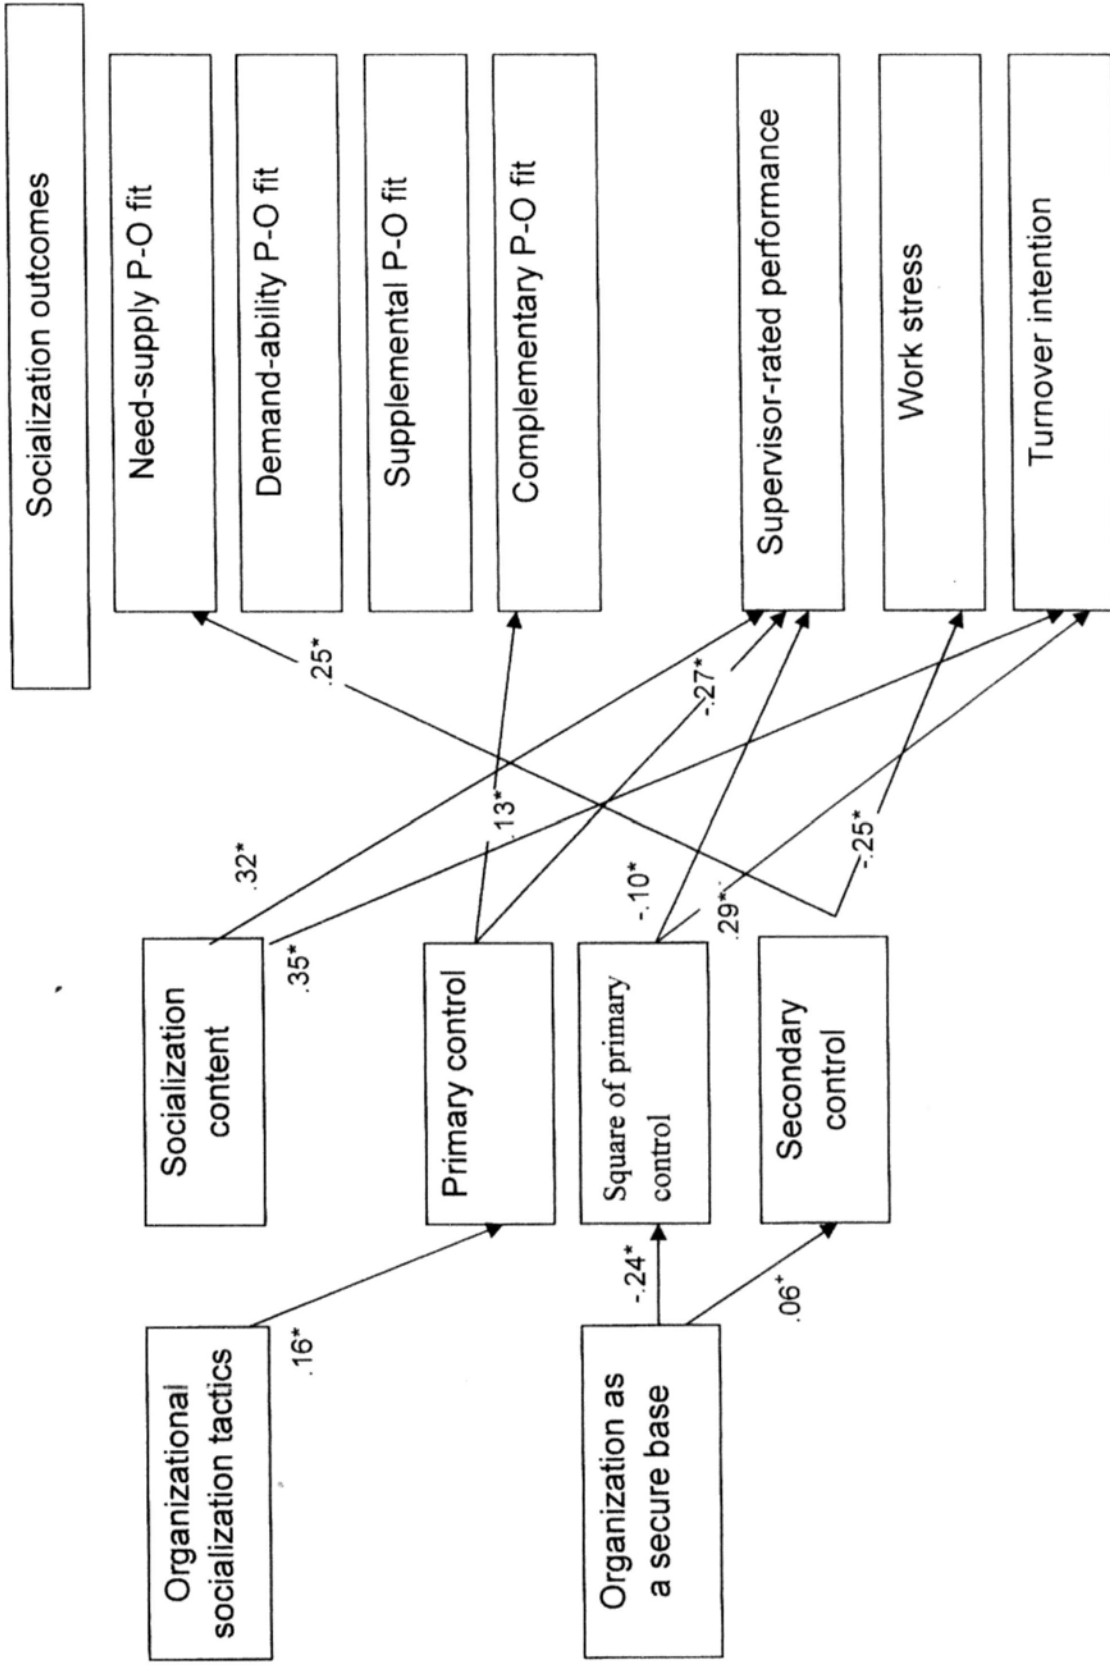 Organizational
socialization tactics
Organization as
a secure base
.16*
-.24*
.06+
Socialization
content
Primary control
Square of primary
control
Secondary
control
.32*
.35*
.13*
-.27*
-.10*
.29*
.25*
-.25*
Socialization outcomes
Need-supply P-O fit
Demand-ability P-O fit
Supplemental P-O fit
Complementary P-O fit
Supervisor-rated performance
Work stress
Turnover intention